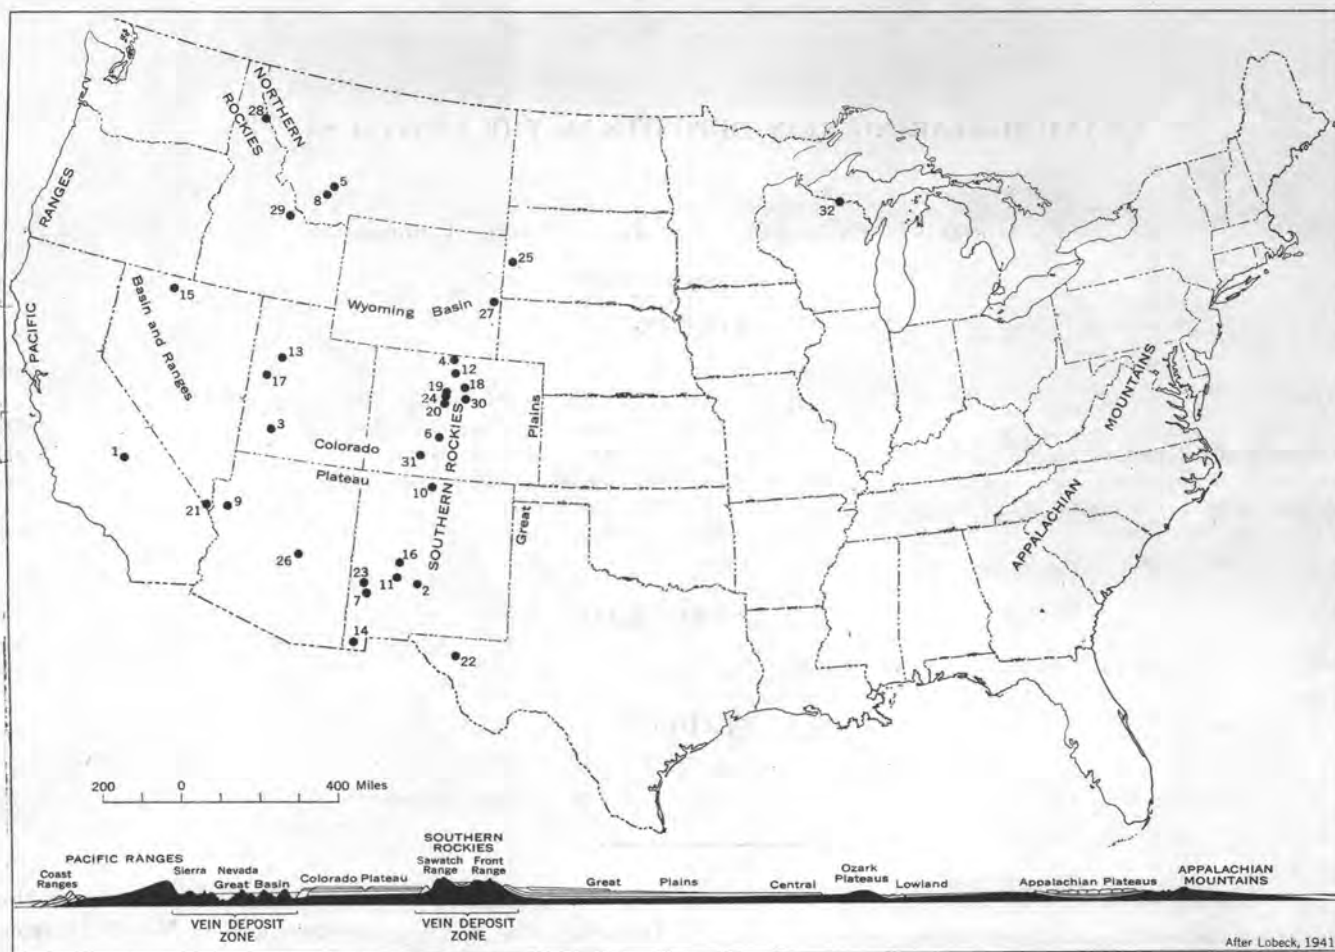 NORTHERN
ROCKIES
28
5
8
29
32
RANGES
25
15
Wyoming Basin
27
PACIFIC
Basin and Ranges
13
4
12
17
19
18
24
30
20
MOUNTAINS
3
6
Colorado
ROCKIES
Plains
1
31
Plateau
10
SOUTHERN
21
9
Great
APPALACHIAN
26
16
23
11
2
7
14
22
200 0 400 Miles
SOUTHERN
ROCKIES
PACIFIC RANGES
Sawatch
Range
Front
Range
Coast
Ranges
Sierra Nevada
Great Basin
Colorado Plateau
Great Plains
Central
Ozark
Plateaus
Lowland
Appalachian Plateaus
APPALACHIAN
MOUNTAINS
VEIN DEPOSIT
ZONE
VEIN DEPOSIT
ZONE
After Lobeck, 1941